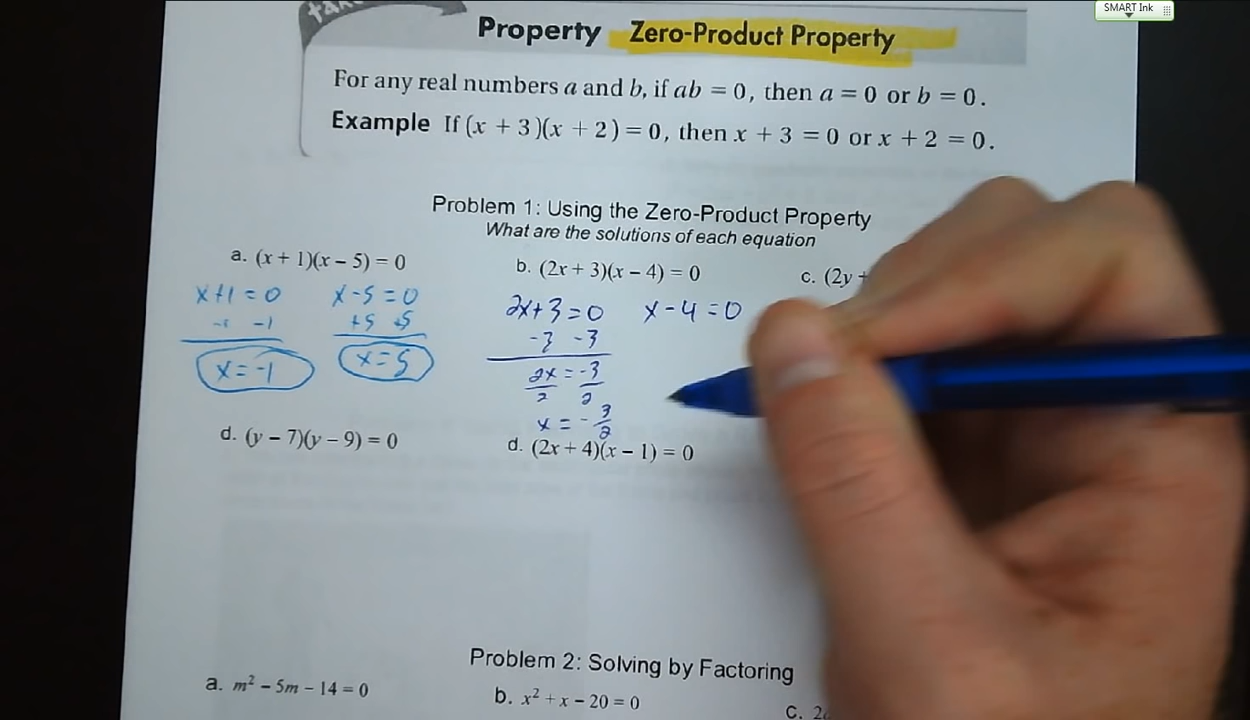 SMART Ink
Property Zero-Product Property
For any real numbers a and b, if ab = 0, then a = 0 or b = 0.
Example If (x + 3)(x + 2) = 0, then x + 3 = 0 or x + 2 = 0.
Problem 1: Using the Zero-Product Property
What are the solutions of each equation
a. (x + 1)(x – 5) = 0
b. (2x + 3)(x – 4) = 0
c. (2y +
x+1=0 x-5=0
-1 +5 +5
x=-1 x=5
2x+3=0 x-4=0
-3 -3
2x = -3
2 2
x = -3/2
d. (y – 7)(y – 9) = 0
d. (2x + 4)(x – 1) = 0
Problem 2: Solving by Factoring
a. m² – 5m – 14 = 0
b. x² + x – 20 = 0
c. 2